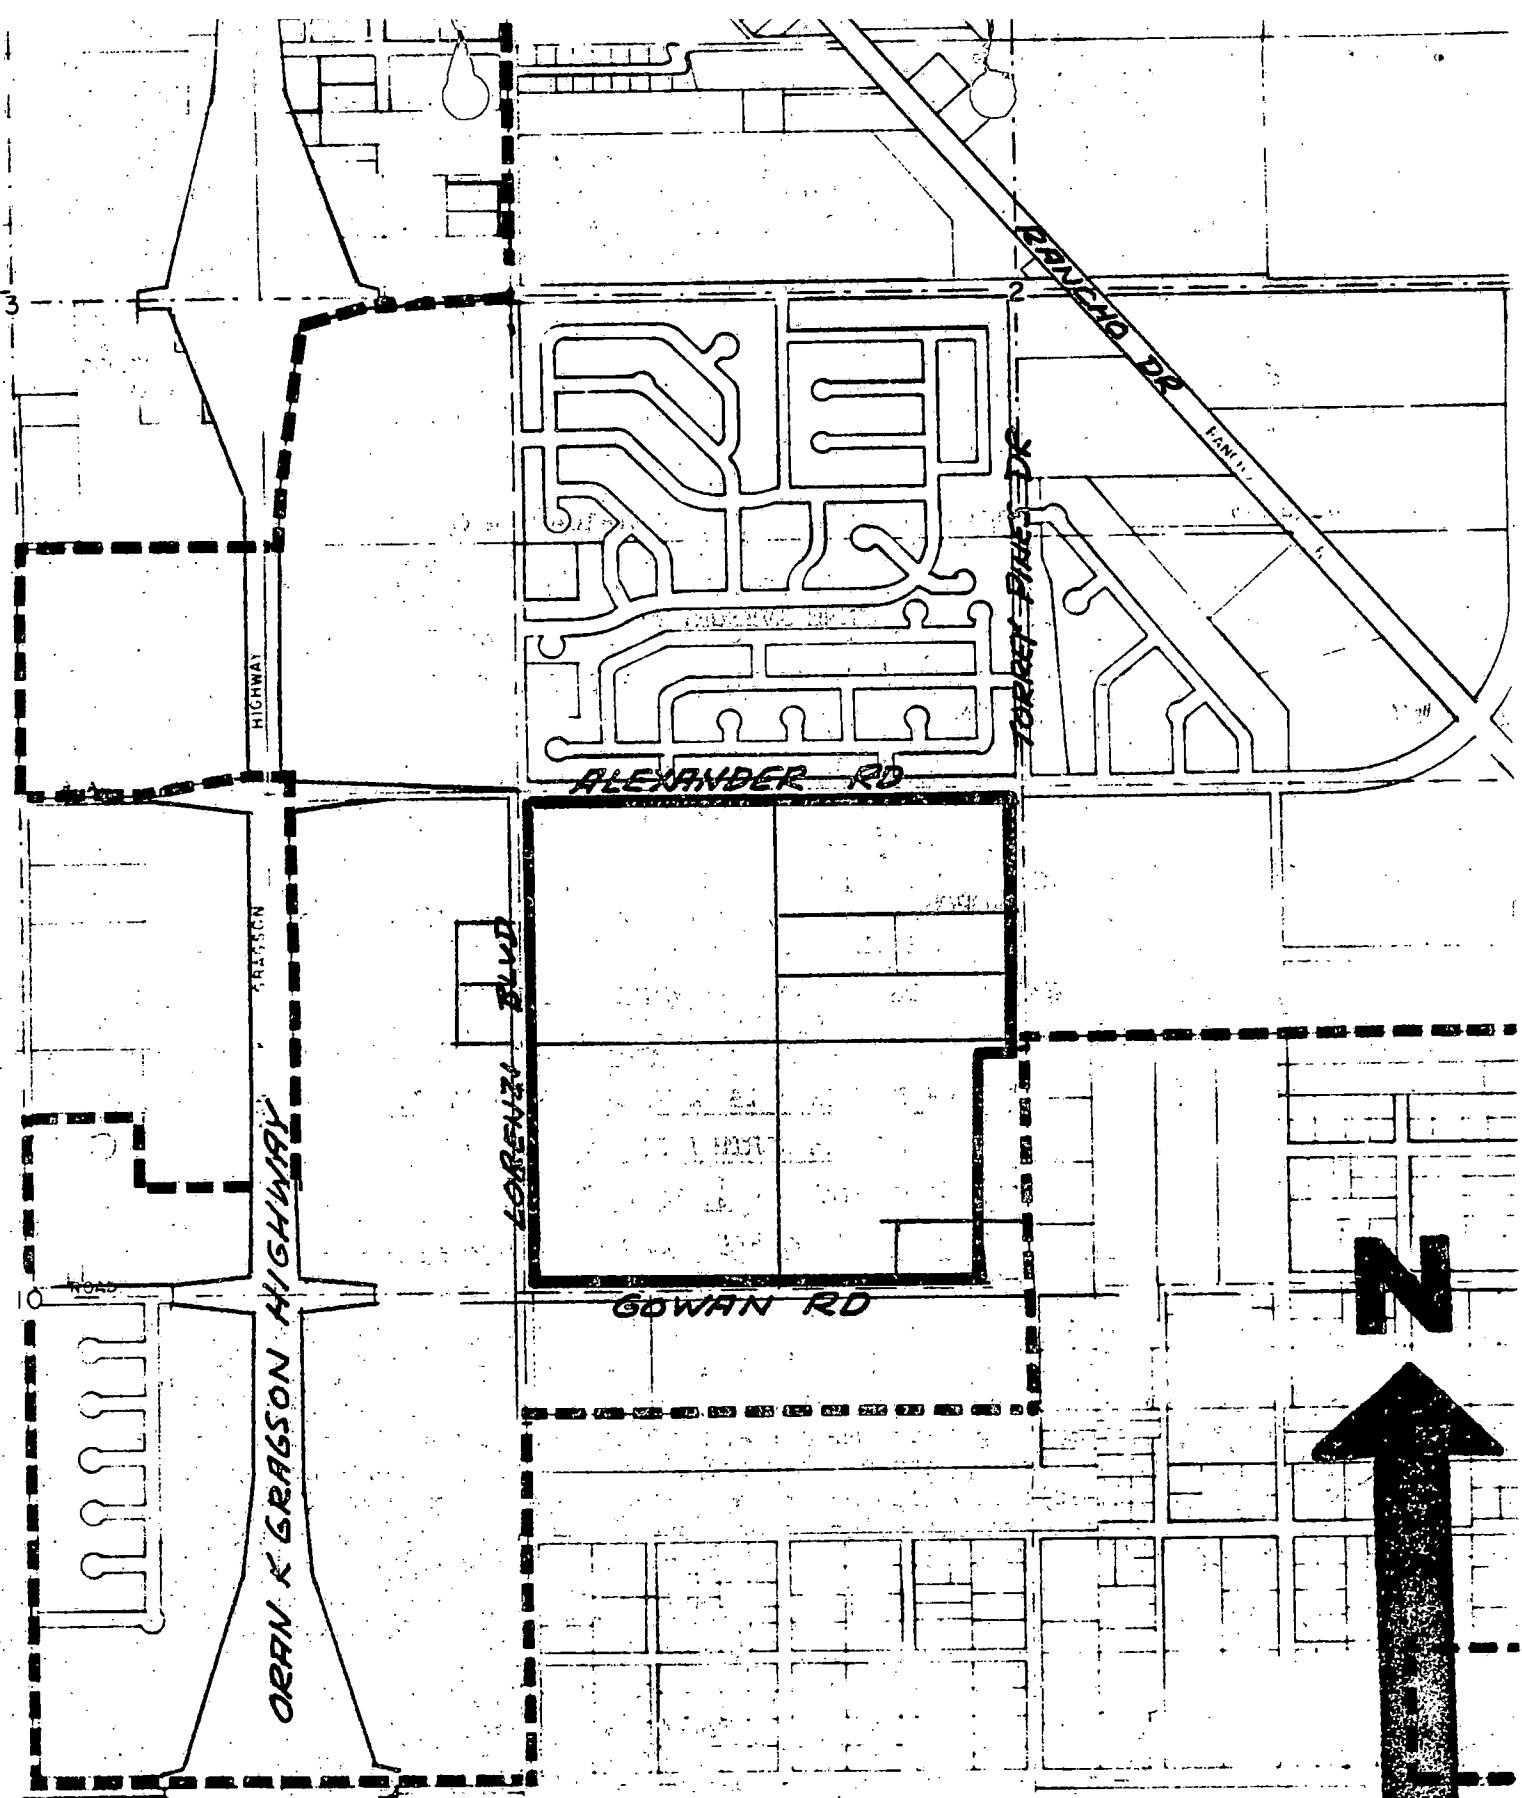 3
2
RANCHO DR
TORREY PINES DR
HIGHWAY
ALEXANDER RD
GRAGSON
LORENZI BLVD
ROAD
10
GOWAN RD
ORAN K GRAGSON HIGHWAY
N